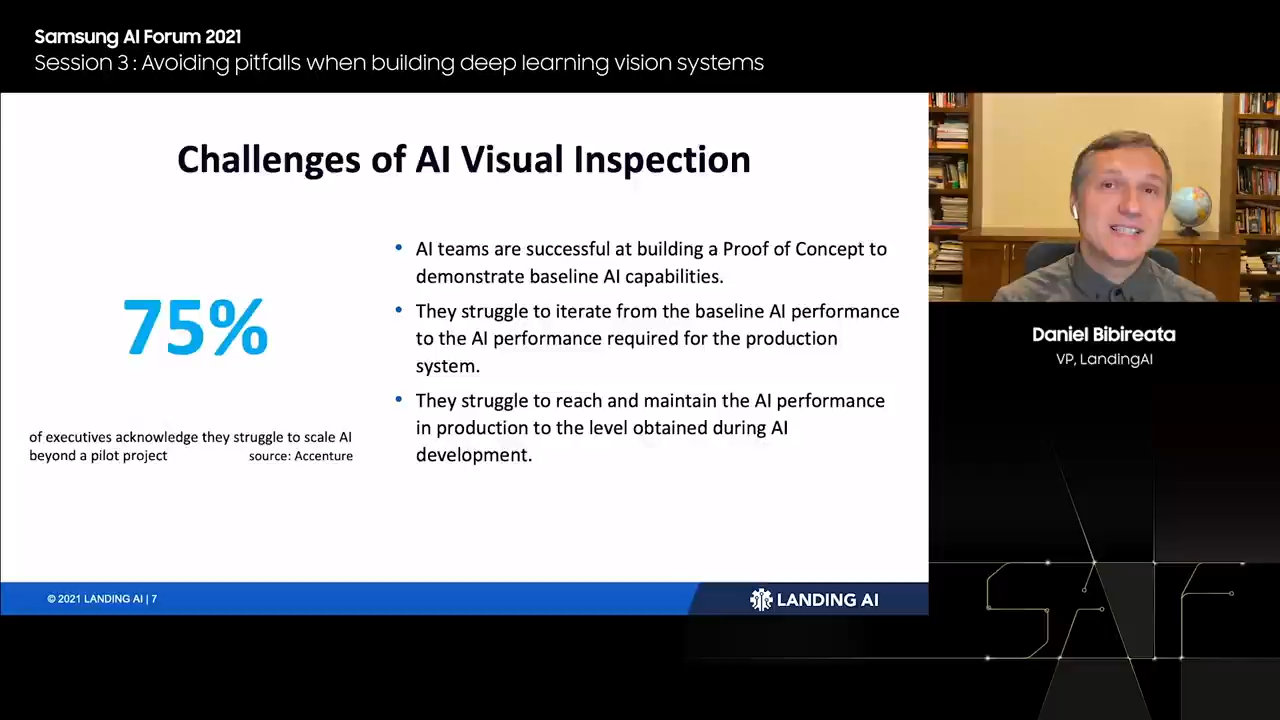 Samsung AI Forum 2021
Session 3 : Avoiding pitfalls when building deep learning vision systems
Challenges of AI Visual Inspection
75%
of executives acknowledge they struggle to scale AI
beyond a pilot project source: Accenture
• AI teams are successful at building a Proof of Concept to
demonstrate baseline AI capabilities.
• They struggle to iterate from the baseline AI performance
to the AI performance required for the production
system.
• They struggle to reach and maintain the AI performance
in production to the level obtained during AI
development.
© 2021 LANDING AI | 7
LANDING AI
Daniel Bibireata
VP, LandingAI
SAIF